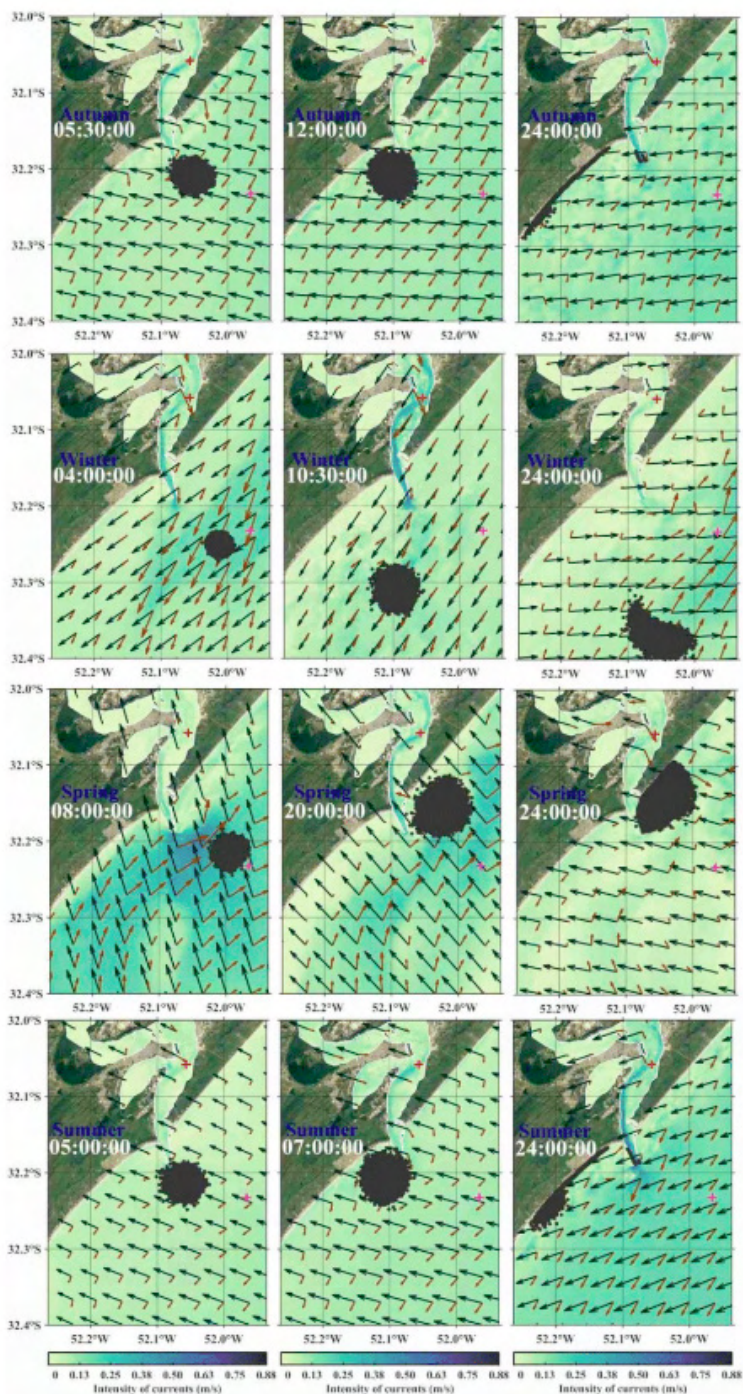 32.0°S
32.1°S
Autumn
05:30:00
Autumn
12:00:00
Autumn
24:00:00
32.2°S
32.3°S
32.4°S
52.2°W 52.1°W 52.0°W 52.2°W 52.1°W 52.0°W 52.2°W 52.1°W 52.0°W
32.0°S
32.1°S
Winter
04:00:00
Winter
10:30:00
Winter
24:00:00
32.2°S
32.3°S
32.4°S
52.2°W 52.1°W 52.0°W 52.2°W 52.1°W 52.0°W 52.2°W 52.1°W 52.0°W
32.0°S
32.1°S
Spring
08:00:00
Spring
20:00:00
Spring
24:00:00
32.2°S
32.3°S
32.4°S
52.2°W 52.1°W 52.0°W 52.2°W 52.1°W 52.0°W 52.2°W 52.1°W 52.0°W
32.0°S
32.1°S
Summer
05:00:00
Summer
07:00:00
Summer
24:00:00
32.2°S
32.3°S
32.4°S
52.2°W 52.1°W 52.0°W 52.2°W 52.1°W 52.0°W 52.2°W 52.1°W 52.0°W
0 0.13 0.25 0.38 0.50 0.63 0.75 0.88 0 0.13 0.25 0.38 0.50 0.63 0.75 0.88 0 0.13 0.25 0.38 0.50 0.63 0.75 0.88
Intensity of currents (m/s) Intensity of currents (m/s) Intensity of currents (m/s)